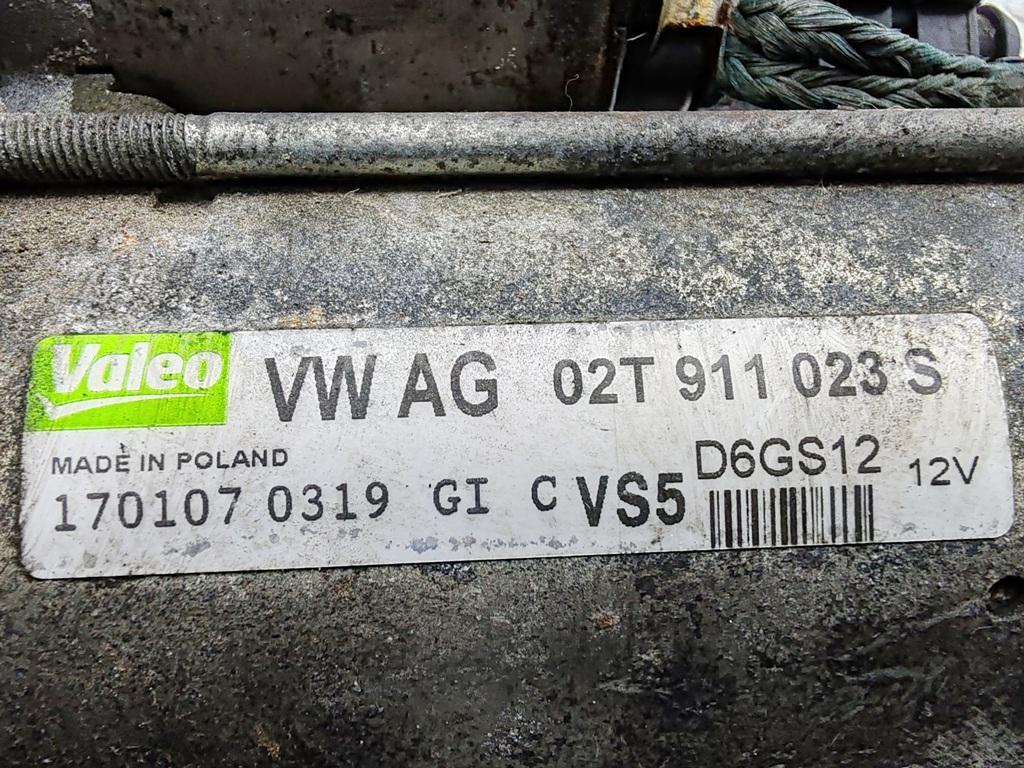 Valeo VW AG 02T 911 023 S
MADE IN POLAND D6GS12 12V
170107 0319 GI C VS5